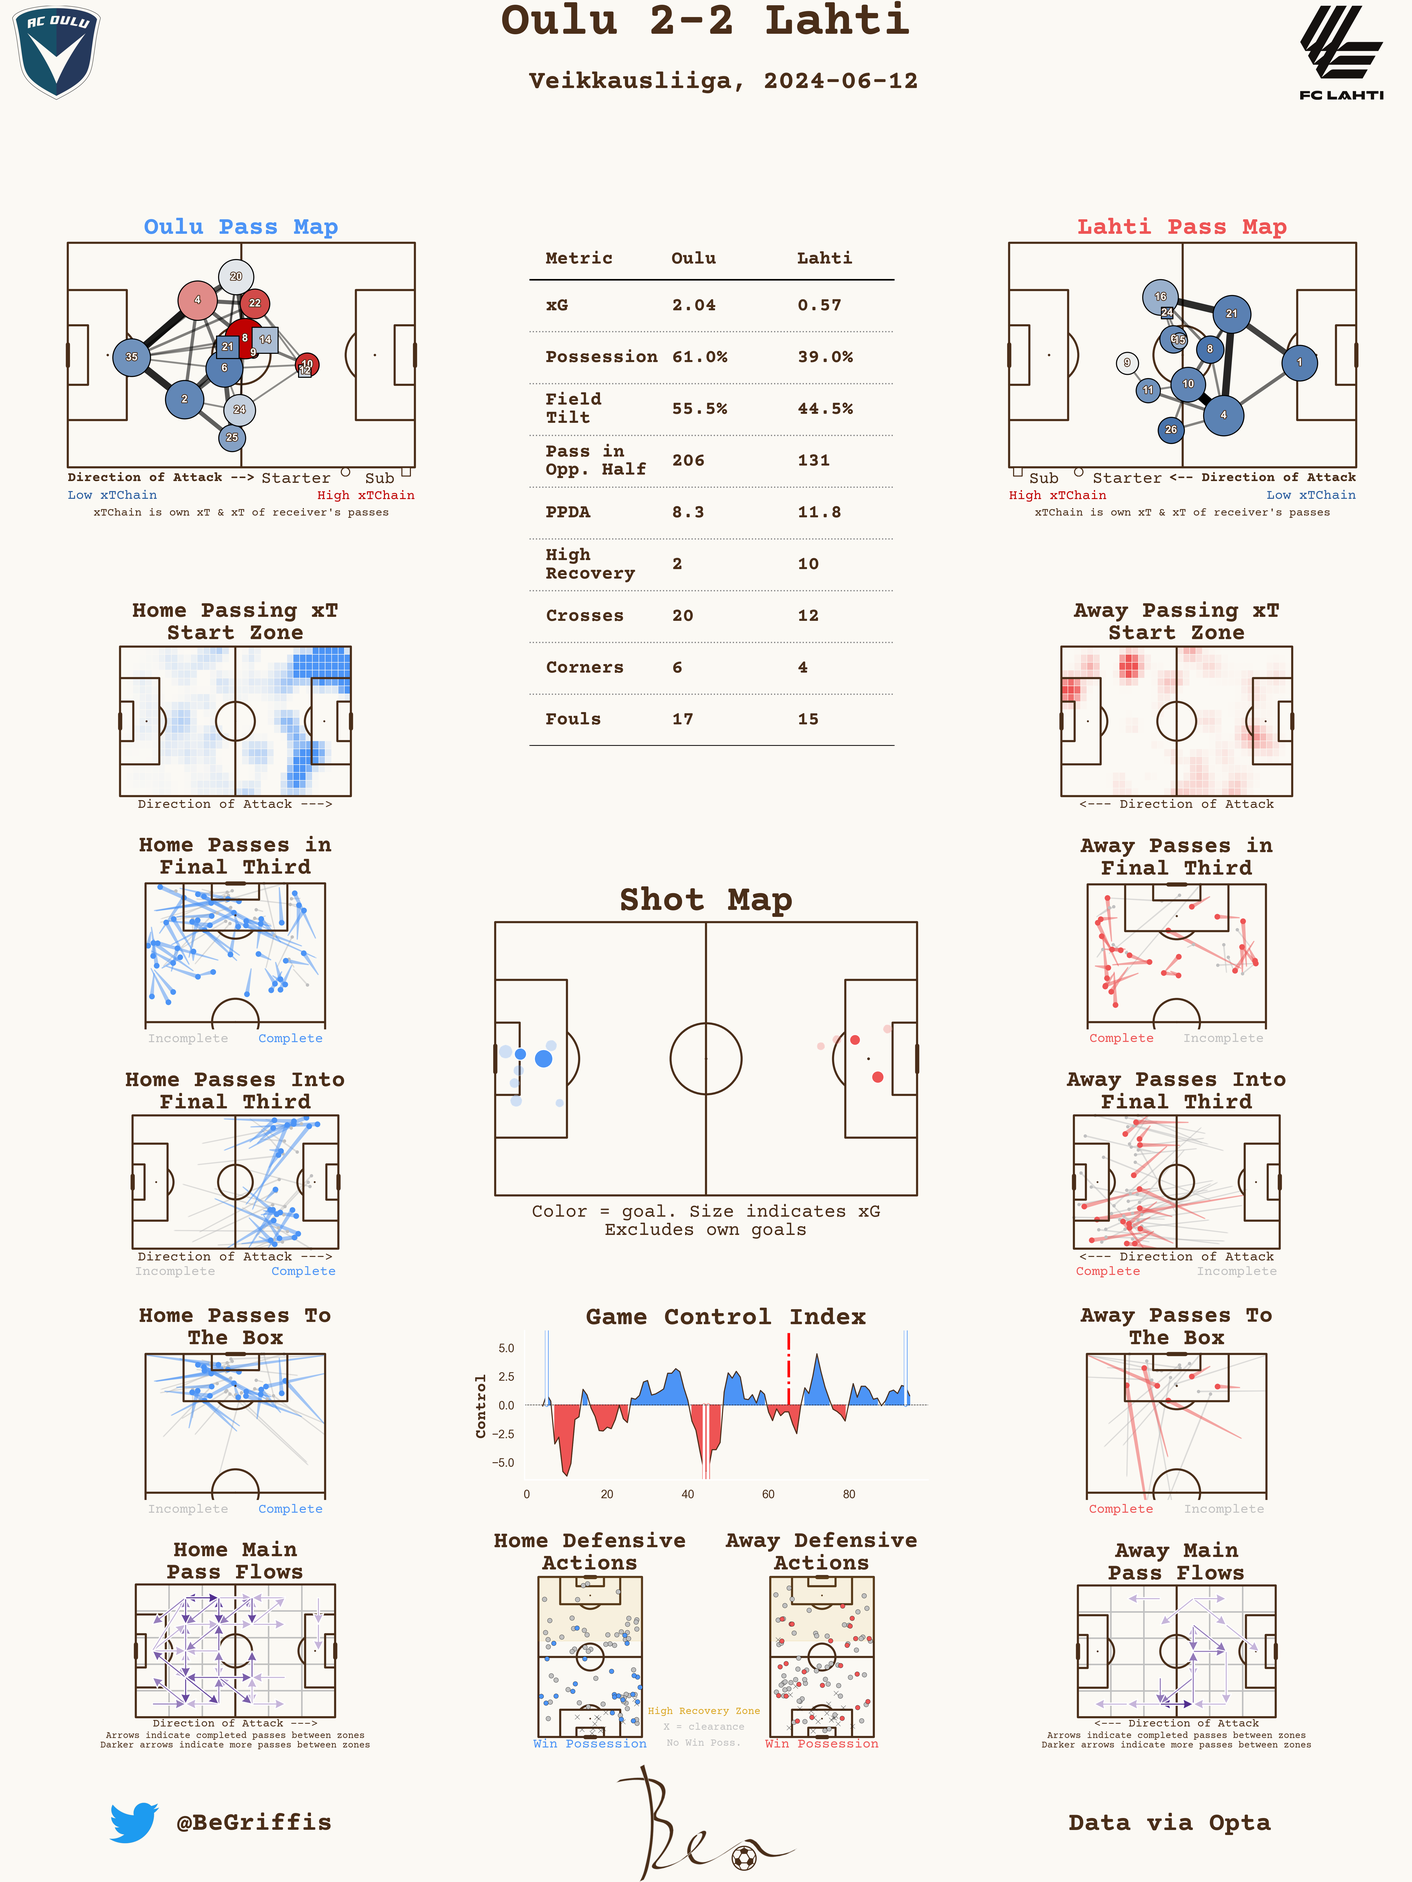 Oulu 2-2 Lahti
Veikkausliiga, 2024-06-12
AC OULU
FC LAHTI
Oulu Pass Map
20
4
22
8
14
21
9
35
10
12
6
2
24
25
Direction of Attack --> Starter Sub
Low xTChain High xTChain
xTChain is own xT & xT of receiver's passes
Metric Oulu Lahti
xG 2.04 0.57
Possession 61.0% 39.0%
Field
Tilt 55.5% 44.5%
Pass in
Opp. Half 206 131
PPDA 8.3 11.8
High
Recovery 2 10
Crosses 20 12
Corners 6 4
Fouls 17 15
Lahti Pass Map
16
24
21
15
8
9
1
11
10
4
26
Sub Starter <-- Direction of Attack
High xTChain Low xTChain
xTChain is own xT & xT of receiver's passes
Home Passing xT
Start Zone
Direction of Attack --->
Away Passing xT
Start Zone
<--- Direction of Attack
Home Passes in
Final Third
Incomplete Complete
Away Passes in
Final Third
Complete Incomplete
Shot Map
Color = goal. Size indicates xG
Excludes own goals
Home Passes Into
Final Third
Direction of Attack --->
Incomplete Complete
Away Passes Into
Final Third
<--- Direction of Attack
Complete Incomplete
Home Passes To
The Box
Incomplete Complete
Game Control Index
Control
5.0
2.5
0.0
−2.5
−5.0
0 20 40 60 80
Away Passes To
The Box
Complete Incomplete
Home Main
Pass Flows
Direction of Attack --->
Arrows indicate completed passes between zones
Darker arrows indicate more passes between zones
Home Defensive
Actions
Win Possession
High Recovery Zone
X = clearance
No Win Poss.
Away Defensive
Actions
Win Possession
Away Main
Pass Flows
<--- Direction of Attack
Arrows indicate completed passes between zones
Darker arrows indicate more passes between zones
@BeGriffis
Ben
Data via Opta